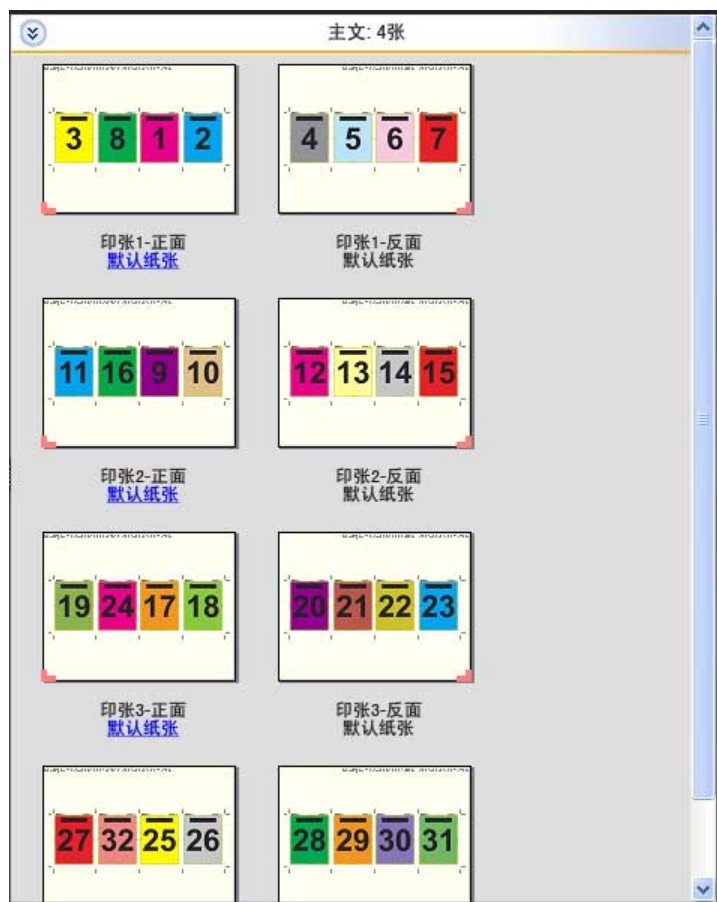 主文: 4张
3 8 1 2
4 5 6 7
印张1-正面
默认纸张
印张1-反面
默认纸张
11 16 9 10
12 13 14 15
印张2-正面
默认纸张
印张2-反面
默认纸张
19 24 17 18
20 21 22 23
印张3-正面
默认纸张
印张3-反面
默认纸张
27 32 25 26
28 29 30 31